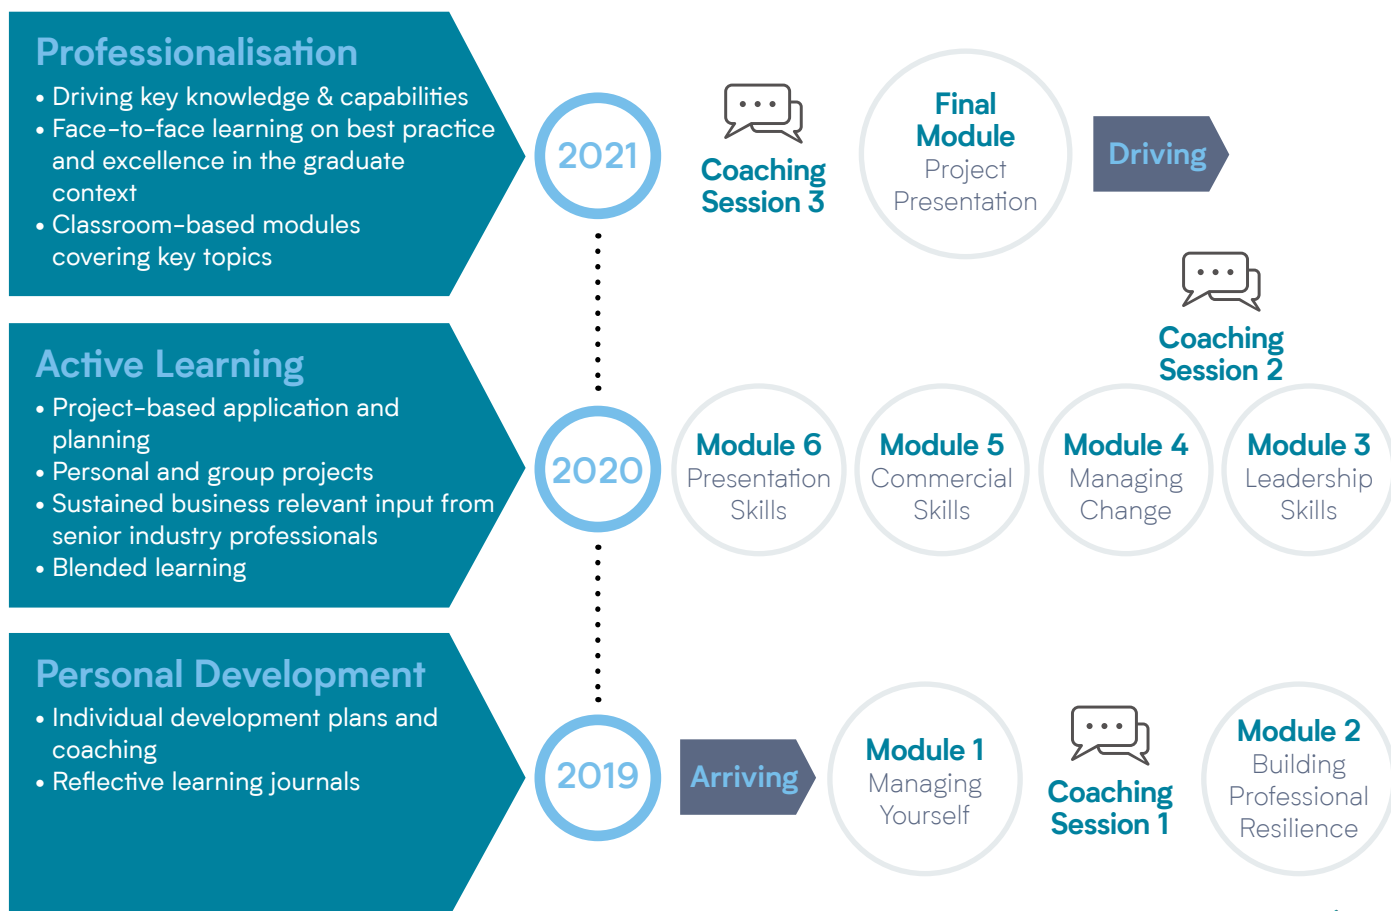 Professionalisation
• Driving key knowledge & capabilities
• Face-to-face learning on best practice
and excellence in the graduate
context
• Classroom-based modules
covering key topics
2021
Coaching
Session 3
Final
Module
Project
Presentation
Driving
Coaching
Session 2
Active Learning
• Project-based application and
planning
• Personal and group projects
• Sustained business relevant input from
senior industry professionals
• Blended learning
2020
Module 6
Presentation
Skills
Module 5
Commercial
Skills
Module 4
Managing
Change
Module 3
Leadership
Skills
Personal Development
• Individual development plans and
coaching
• Reflective learning journals
2019
Arriving
Module 1
Managing
Yourself
Coaching
Session 1
Module 2
Building
Professional
Resilience